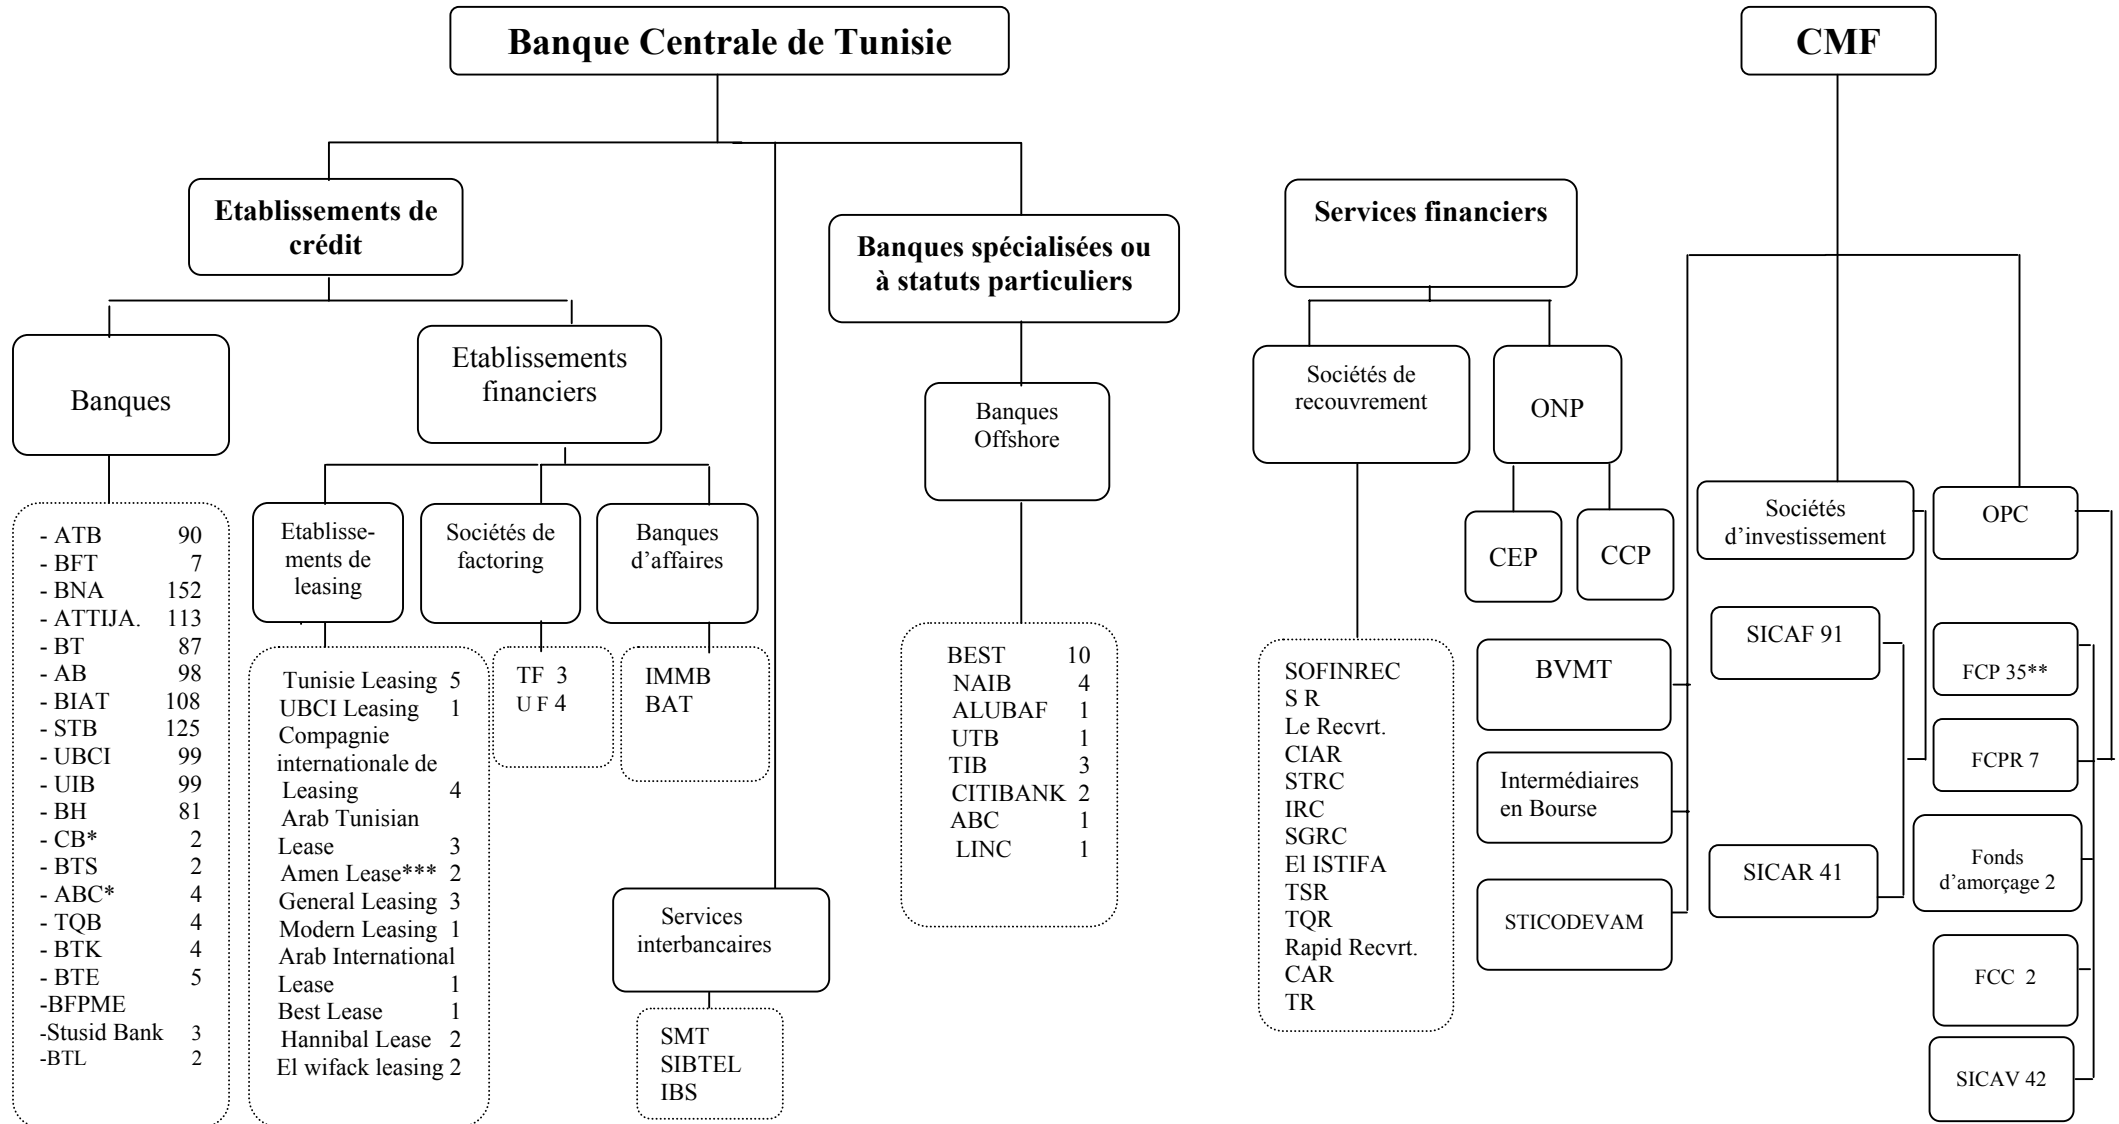 Banque Centrale de Tunisie
CMF
Etablissements de
crédit
Banques spécialisées ou
à statuts particuliers
Services financiers
Banques
Etablissements
financiers
Banques
Offshore
Sociétés de
recouvrement
ONP
CEP
CCP
Sociétés
d'investissement
OPC
Etablisse-
ments de
leasing
Sociétés de
factoring
Banques
d'affaires
- ATB 90
- BFT 7
- BNA 152
- ATTIJA. 113
- BT 87
- AB 98
- BIAT 108
- STB 125
- UBCI 99
- UIB 99
- BH 81
- CB* 2
- BTS 2
- ABC* 4
- TQB 4
- BTK 4
- BTE 5
-BFPME
-Stusid Bank 3
-BTL 2
Tunisie Leasing 5
UBCI Leasing 1
Compagnie
internationale de
Leasing 4
Arab Tunisian
Lease 3
Amen Lease*** 2
General Leasing 3
Modern Leasing 1
Arab International
Lease 1
Best Lease 1
Hannibal Lease 2
El wifack leasing 2
TF 3
U F 4
IMMB
BAT
Services
interbancaires
SMT
SIBTEL
IBS
BEST 10
NAIB 4
ALUBAF 1
UTB 1
TIB 3
CITIBANK 2
ABC 1
LINC 1
SOFINREC
S R
Le Recvrt.
CIAR
STRC
IRC
SGRC
El ISTIFA
TSR
TQR
Rapid Recvrt.
CAR
TR
BVMT
Intermédiaires
en Bourse
STICODEVAM
SICAF 91
SICAR 41
FCP 35**
FCPR 7
Fonds
d'amorçage 2
FCC 2
SICAV 42